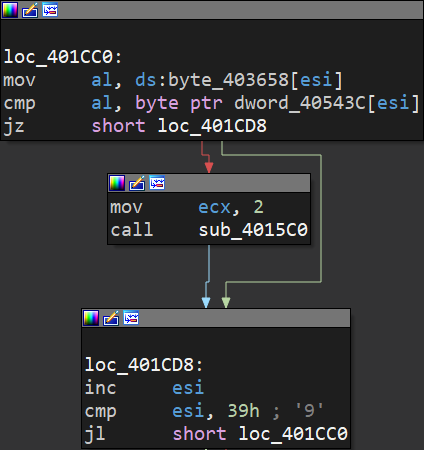 loc_401CC0:
mov al, ds:byte_403658[esi]
cmp al, byte ptr dword_40543C[esi]
jz short loc_401CD8
mov ecx, 2
call sub_4015C0
loc_401CD8:
inc esi
cmp esi, 39h ; '9'
jl short loc_401CC0